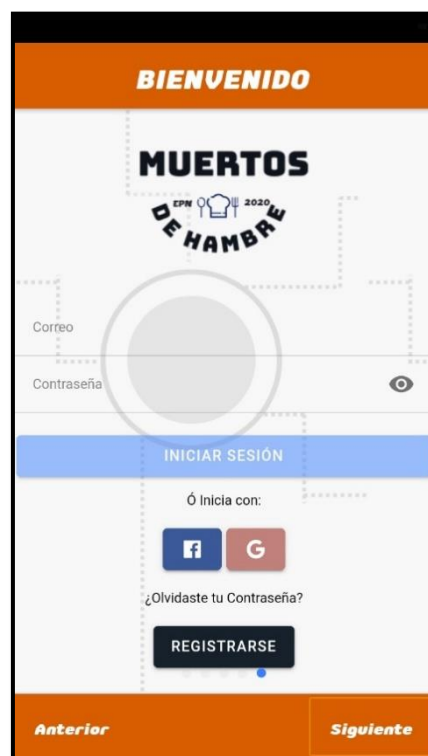 BIENVENIDO
MUERTOS
EPN 2020
DE HAMBRE
Correo
Contraseña
INICIAR SESIÓN
Ó Inicia con:
f G
¿Olvidaste tu Contraseña?
REGISTRARSE
Anterior Siguiente